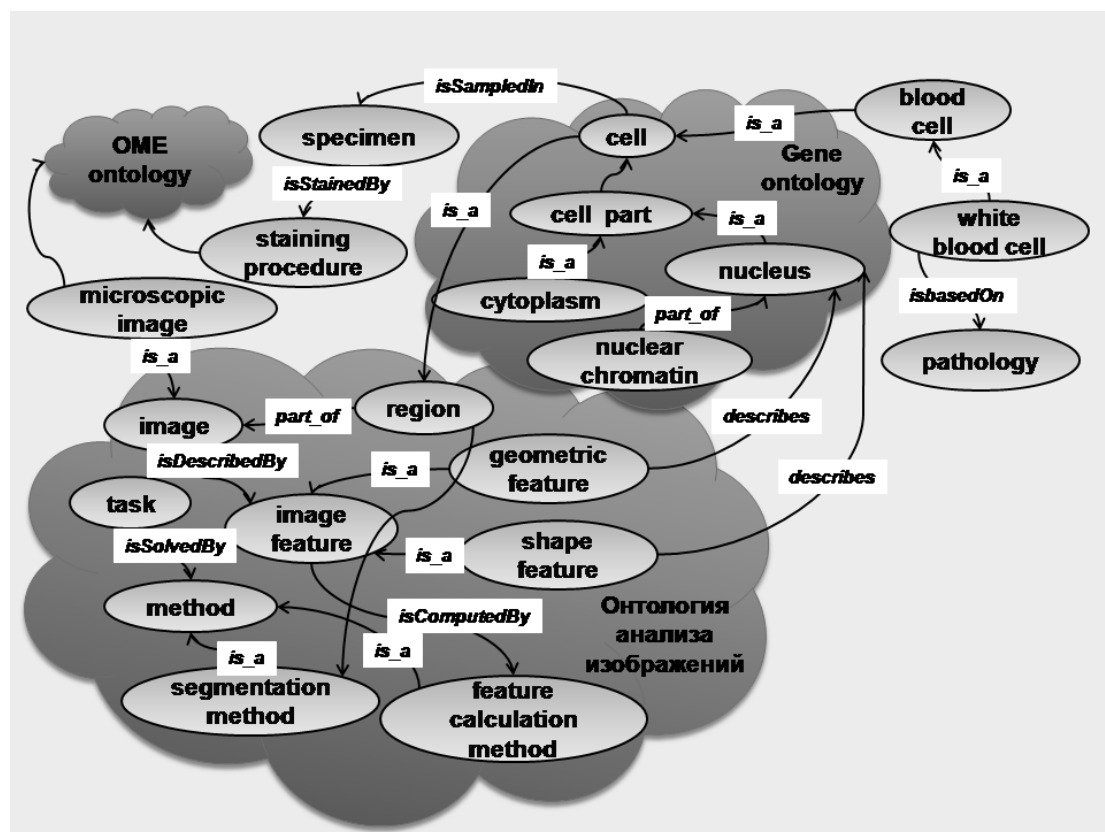 isSampledIn
specimen
OME
ontology
isStainedBy
staining
procedure
microscopic
image
cell
is_a
blood
cell
Gene
ontology
is_a
is_a
white
blood cell
cell part
is_a
nucleus
is_a
cytoplasm
part_of
nuclear
chromatin
isbasedOn
pathology
is_a
image
part_of
region
describes
isDescribedBy
is_a
geometric
feature
describes
task
image
feature
isSolvedBy
is_a
shape
feature
method
isComputedBy
Онтология
анализа
изображений
is_a
is_a
segmentation
method
feature
calculation
method